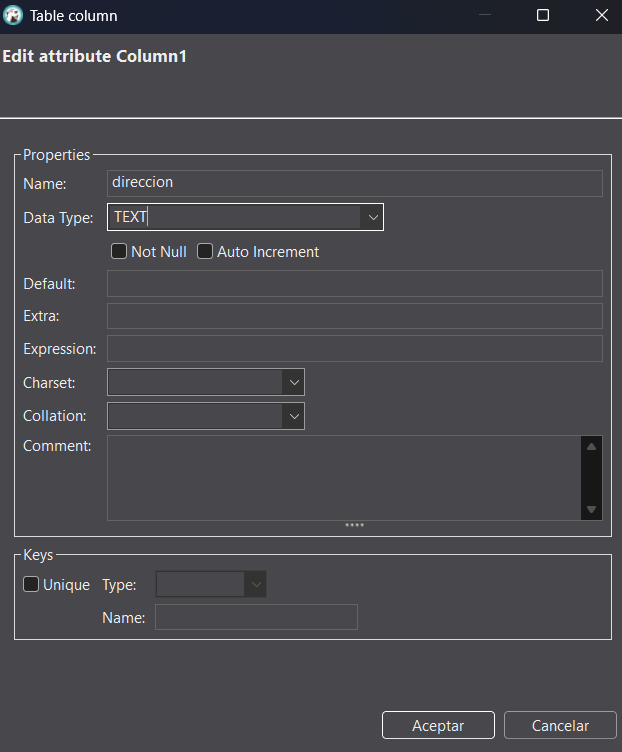 Table column
Edit attribute Column1
Properties
Name: direccion
Data Type: TEXT
Not Null Auto Increment
Default:
Extra:
Expression:
Charset:
Collation:
Comment:
Keys
Unique Type:
Name:
Aceptar Cancelar